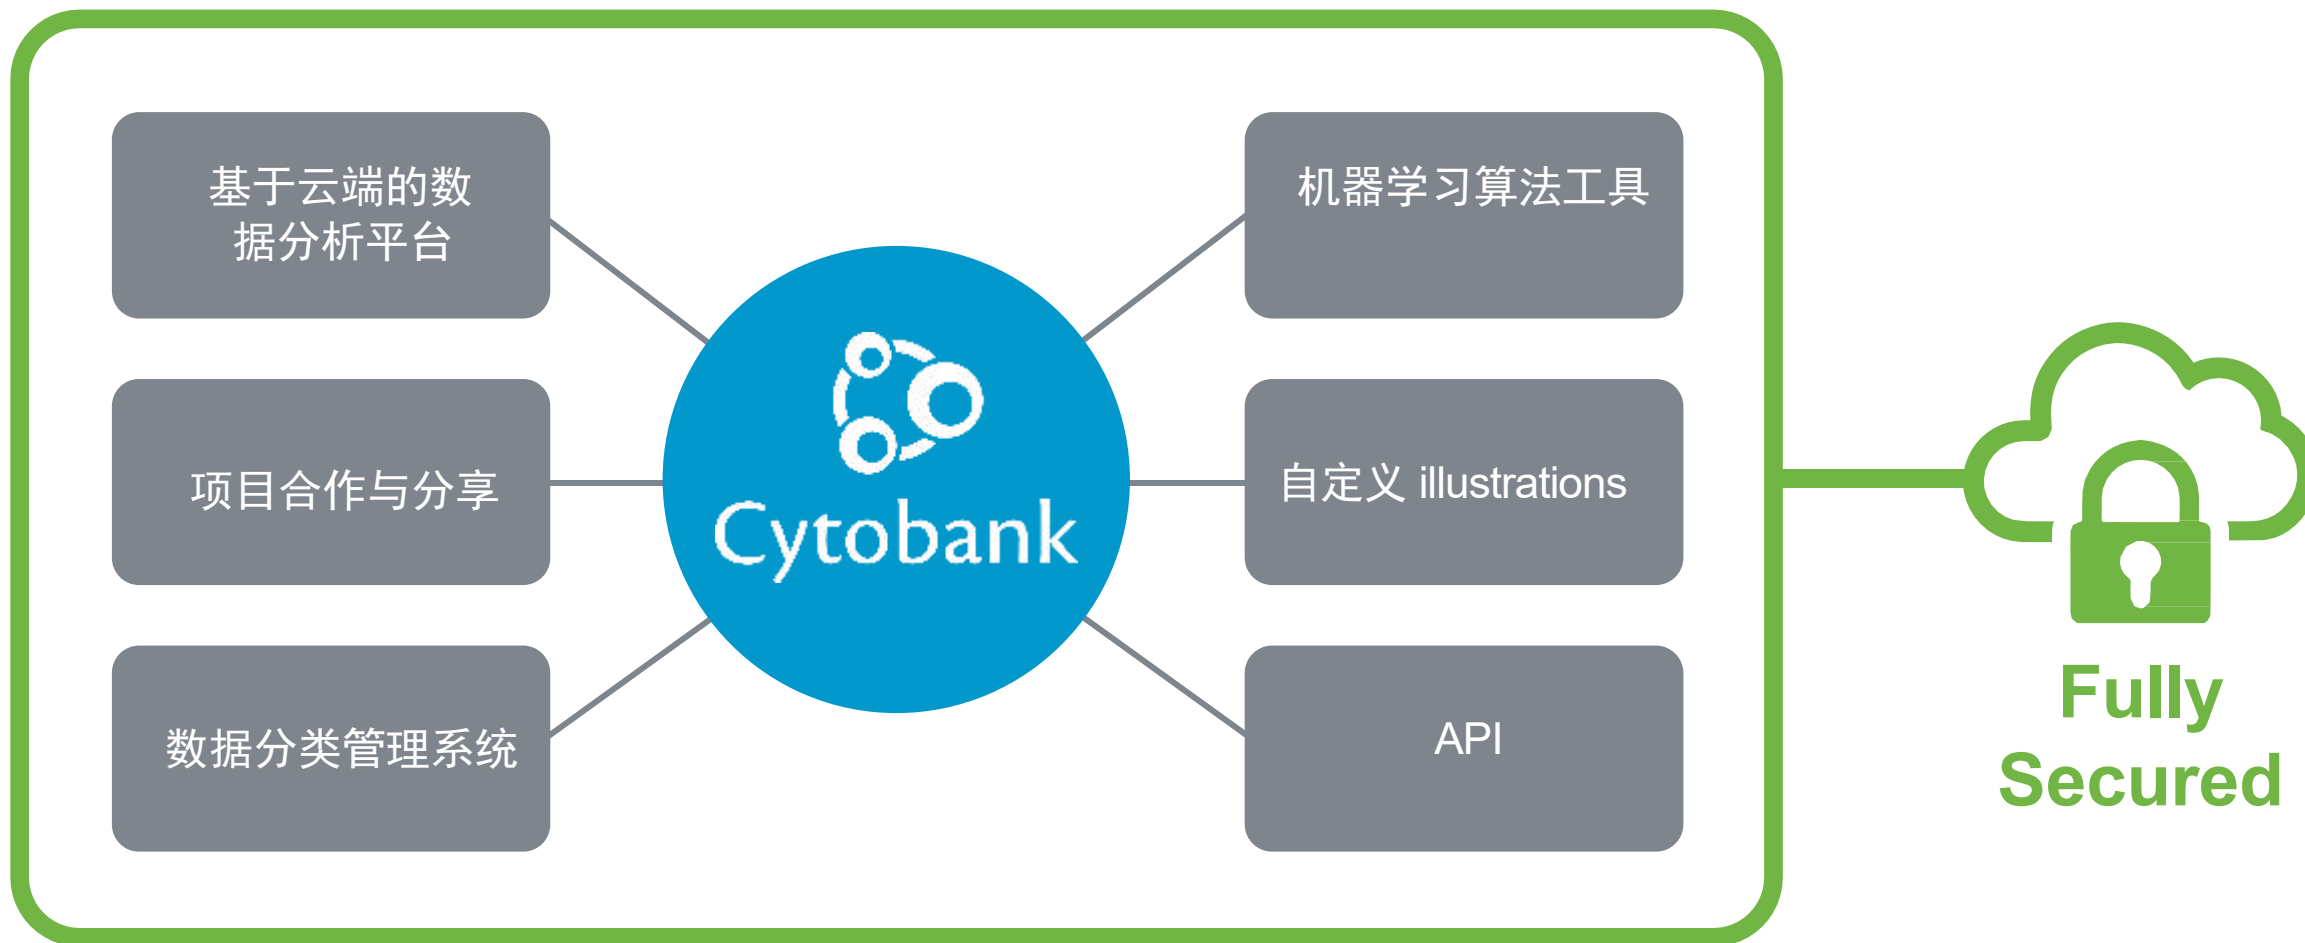 基于云端的数
据分析平台
项目合作与分享
数据分类管理系统
Cytobank
机器学习算法工具
自定义 illustrations
API
Fully
Secured